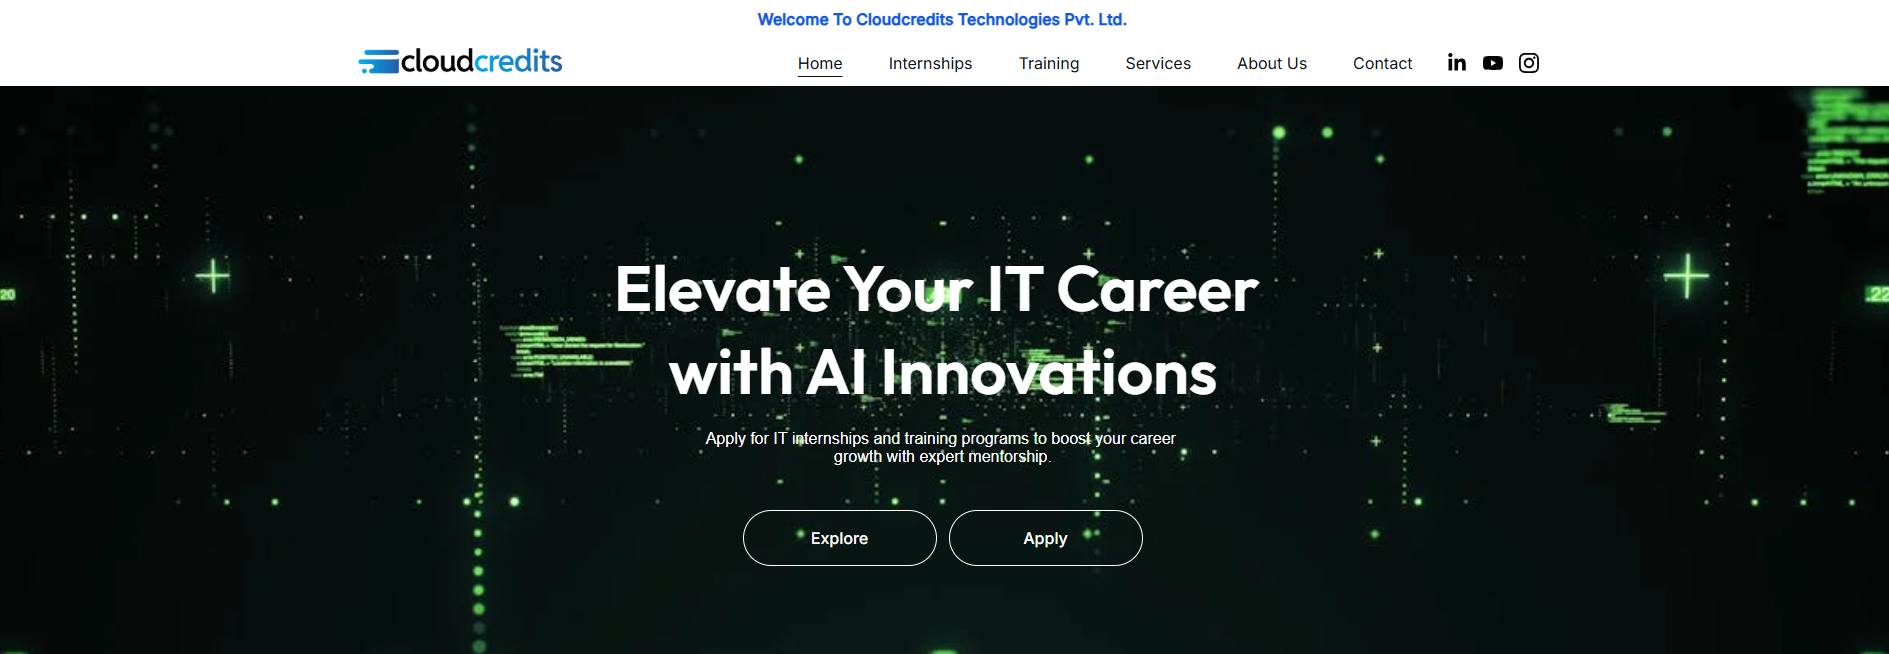 Welcome To Cloudcredits Technologies Pvt. Ltd.
cloudcredits
Home Internships Training Services About Us Contact
Elevate Your IT Career
with AI Innovations
Apply for IT internships and training programs to boost your career
growth with expert mentorship.
Explore Apply
20
.22